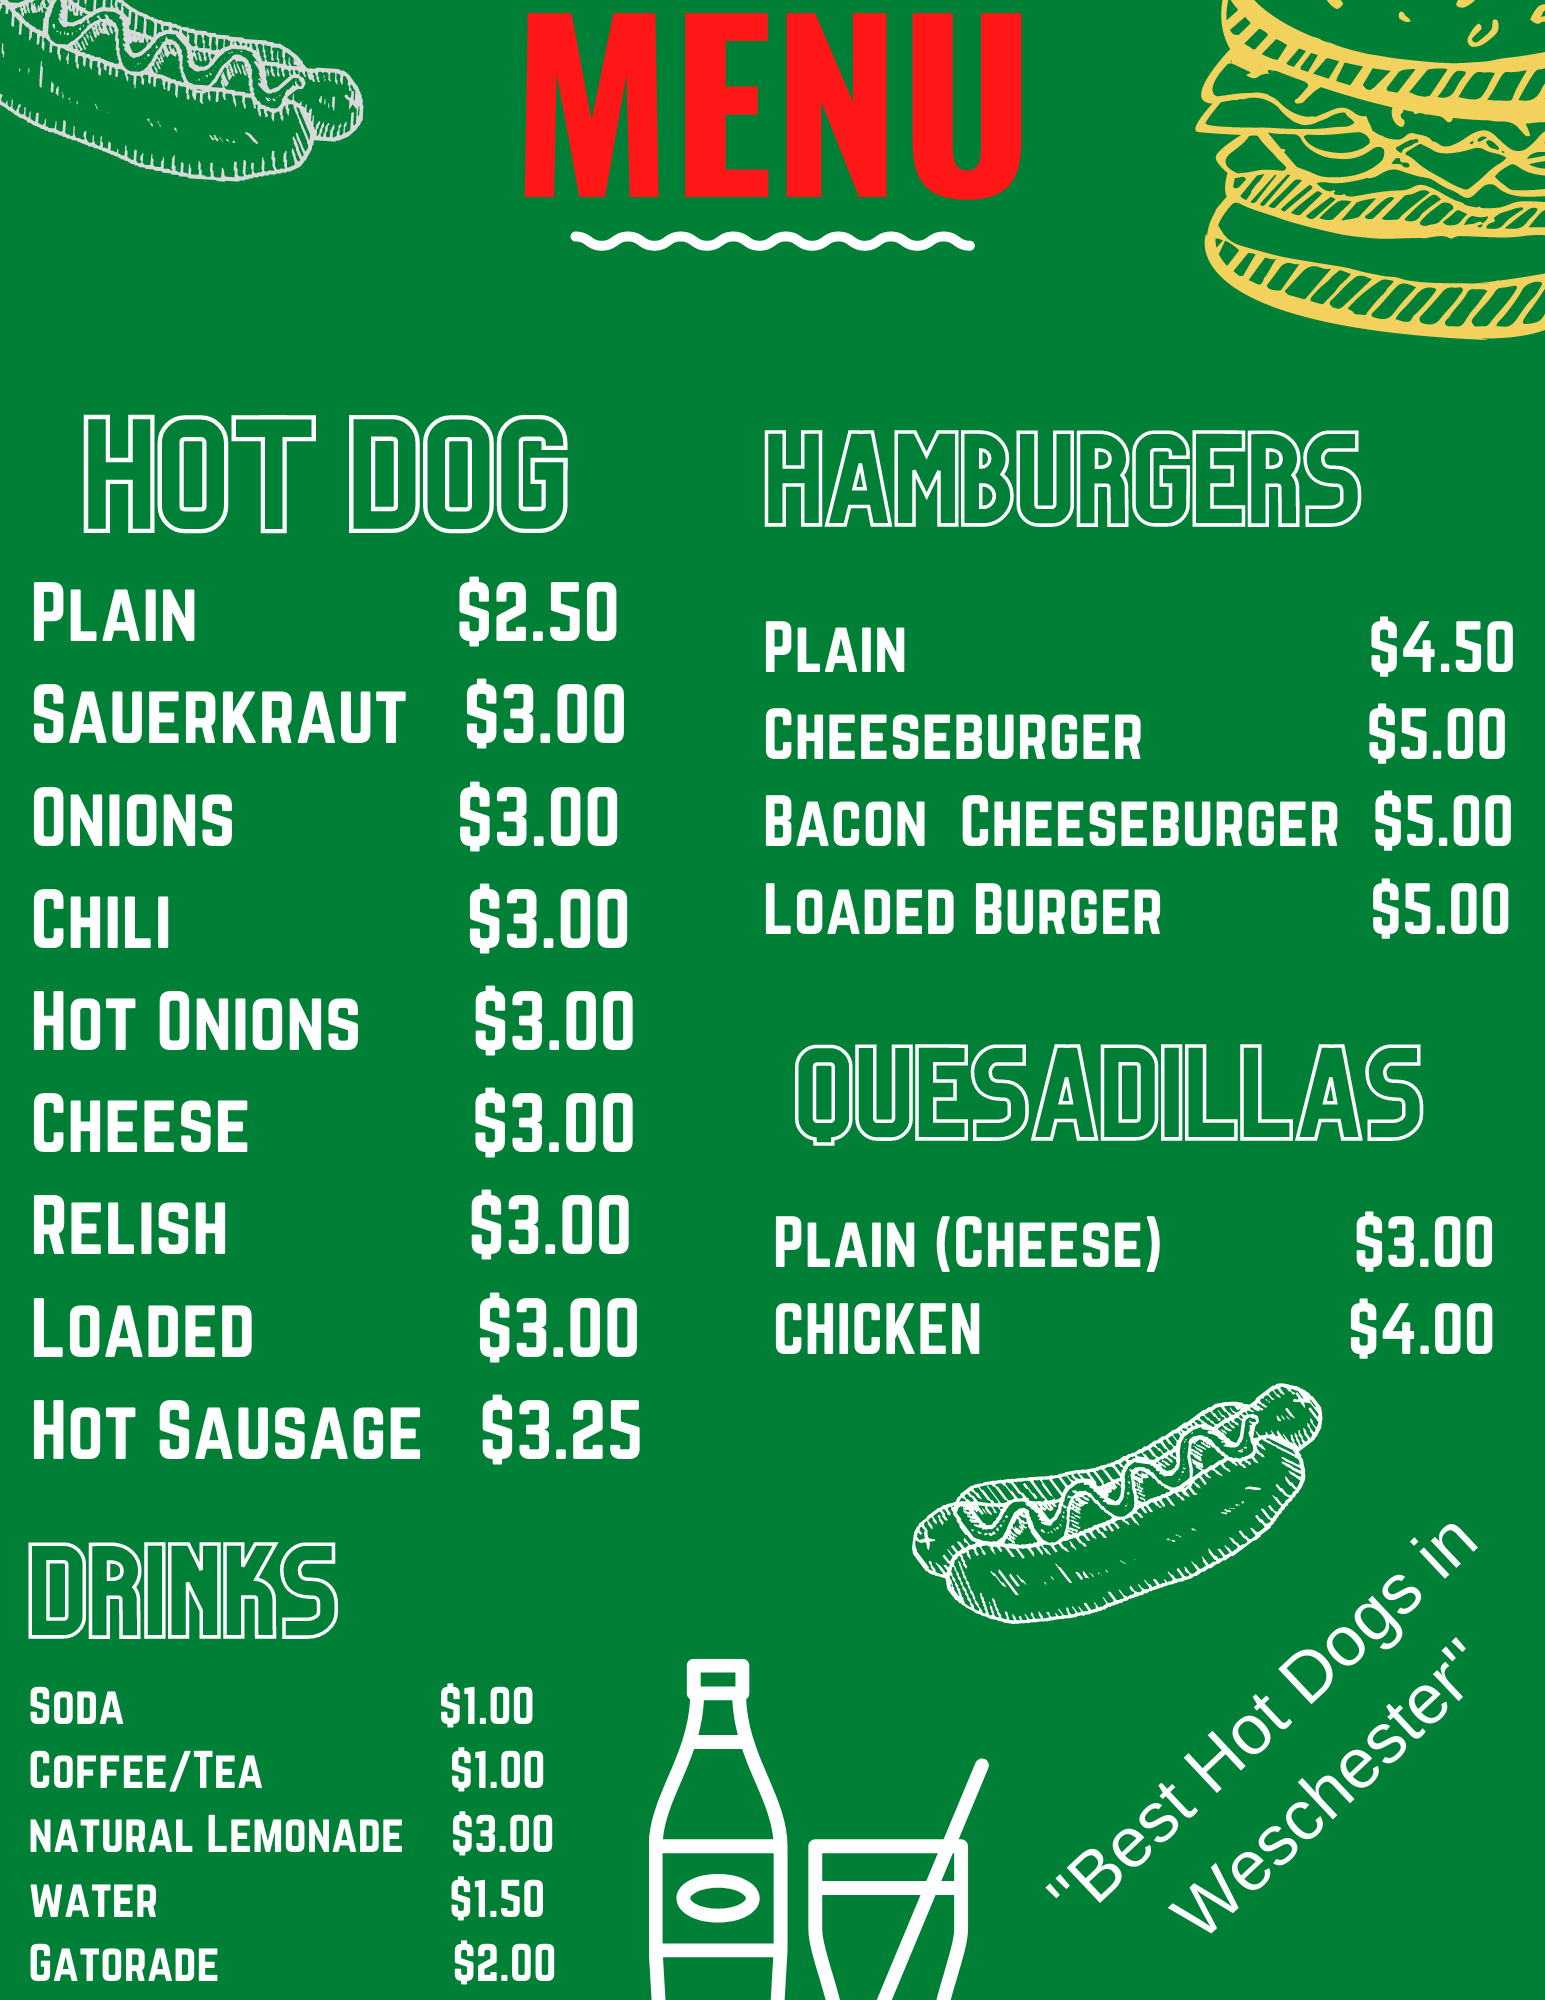 MENU
HOT DOG
Plain $2.50
Sauerkraut $3.00
Onions $3.00
Chili $3.00
Hot Onions $3.00
Cheese $3.00
Relish $3.00
Loaded $3.00
Hot Sausage $3.25
DRINKS
Soda $1.00
Coffee/Tea $1.00
natural Lemonade $3.00
water $1.50
Gatorade $2.00
HAMBURGERS
Plain $4.50
Cheeseburger $5.00
Bacon Cheeseburger $5.00
Loaded Burger $5.00
QUESADILLAS
Plain (Cheese) $3.00
CHICKEN $4.00
"Best Hot Dogs in
Weschester"